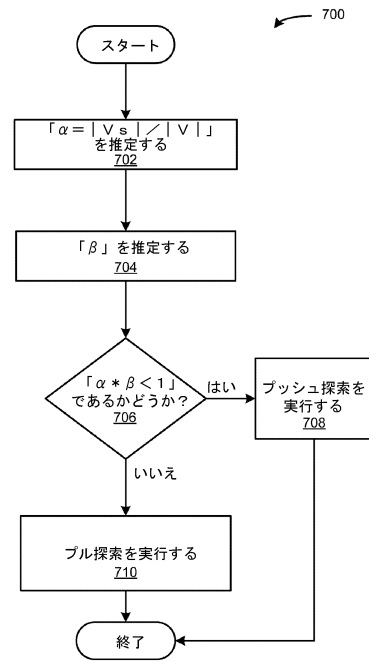 700
スタート
「α=|Vs|/|V|」
を推定する
702
「β」を推定する
704
「α*β<1」
であるかどうか?
706
はい
プッシュ探索を
実行する
708
いいえ
プル探索を実行する
710
終了